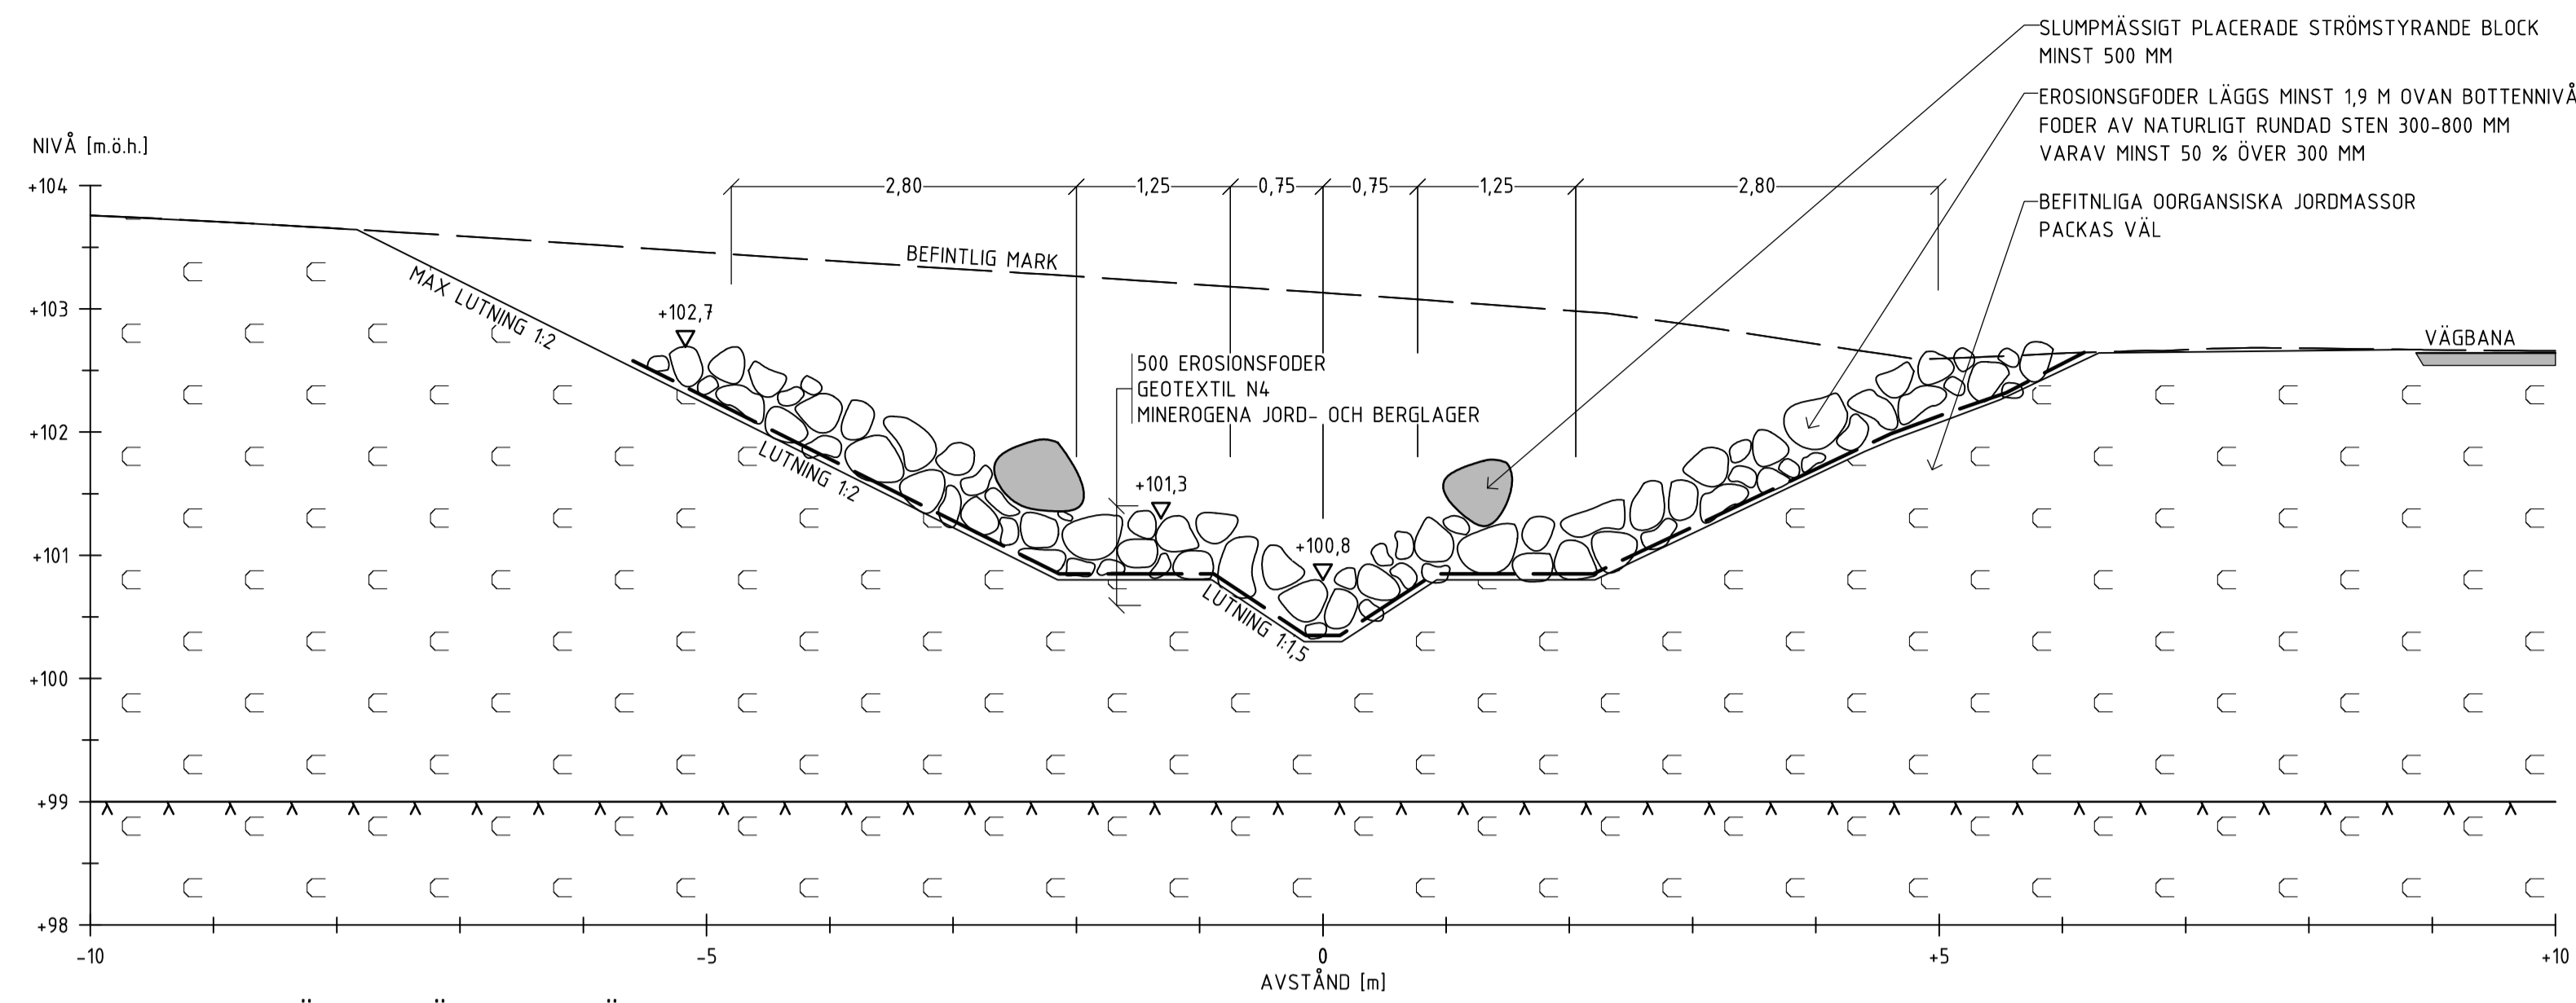 SLUMPMÄSSIGT PLACERADE STRÖMSTYRANDE BLOCK
MINST 500 MM
EROSIONSGFODER LÄGGS MINST 1,9 M OVAN BOTTENNIVÅ
FODER AV NATURLIGT RUNDAD STEN 300-800 MM
VARAV MINST 50 % ÖVER 300 MM
BEFITNLIGA OORGANSISKA JORDMASSOR
PACKAS VÄL
NIVÅ [m.ö.h.]
+104
2,80 1,25 0,75 0,75 1,25 2,80
BEFINTLIG MARK
MAX LUTNING 1:2
+103
+102,7
VÄGBANA
500 EROSIONSFODER
GEOTEXTIL N4
MINEROGENA JORD- OCH BERGLAGER
+102
LUTNING 1:2
+101,3
+101
+100,8
LUTNING 1:1,5
+100
+99
+98
-10 -5 0 +5 +10
AVSTÅND [m]